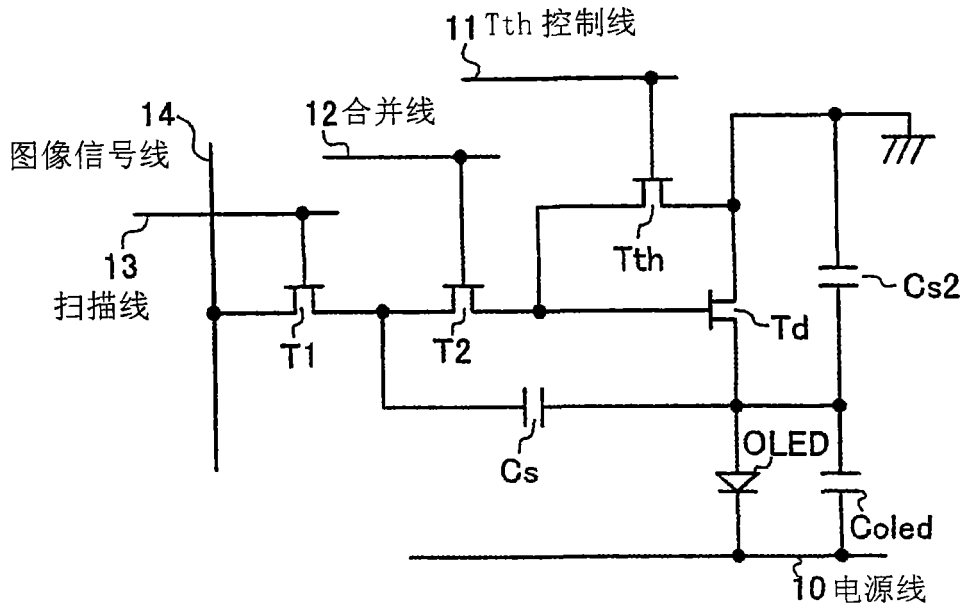 11 Tth 控制线
12 合并线
14
图像信号线
13
扫描线
T1
T2
Tth
Td
Cs2
Cs
OLED
Coled
10 电源线